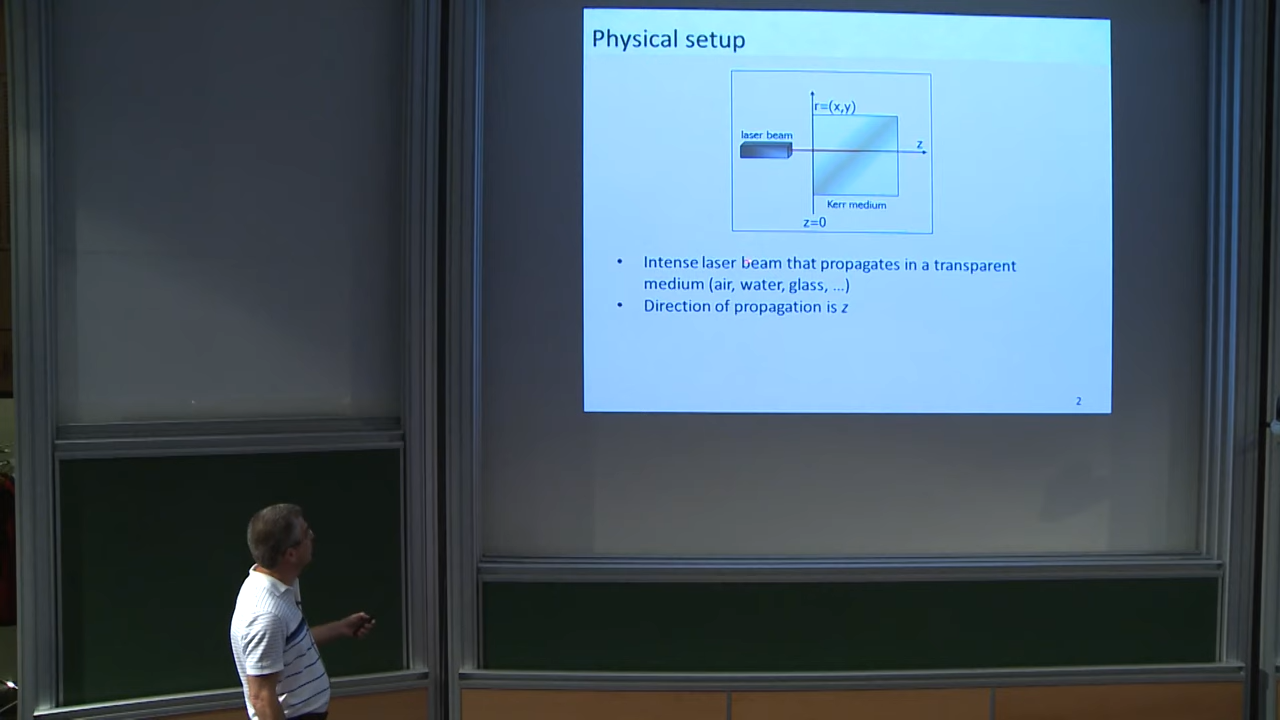 Physical setup
r=(x,y)
laser beam
z
Kerr medium
z=0
• Intense laser beam that propagates in a transparent
medium (air, water, glass, ...)
• Direction of propagation is z
2